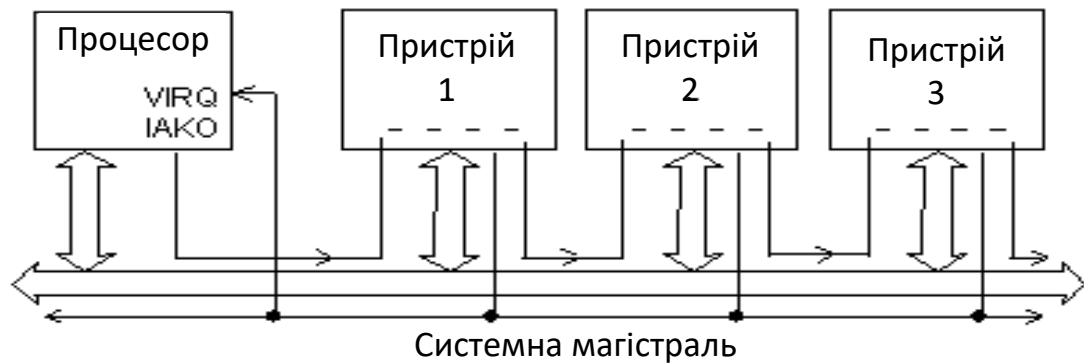 Процесор
VIRQ
IAKO
Пристрій
1
Пристрій
2
Пристрій
3
Системна магістраль